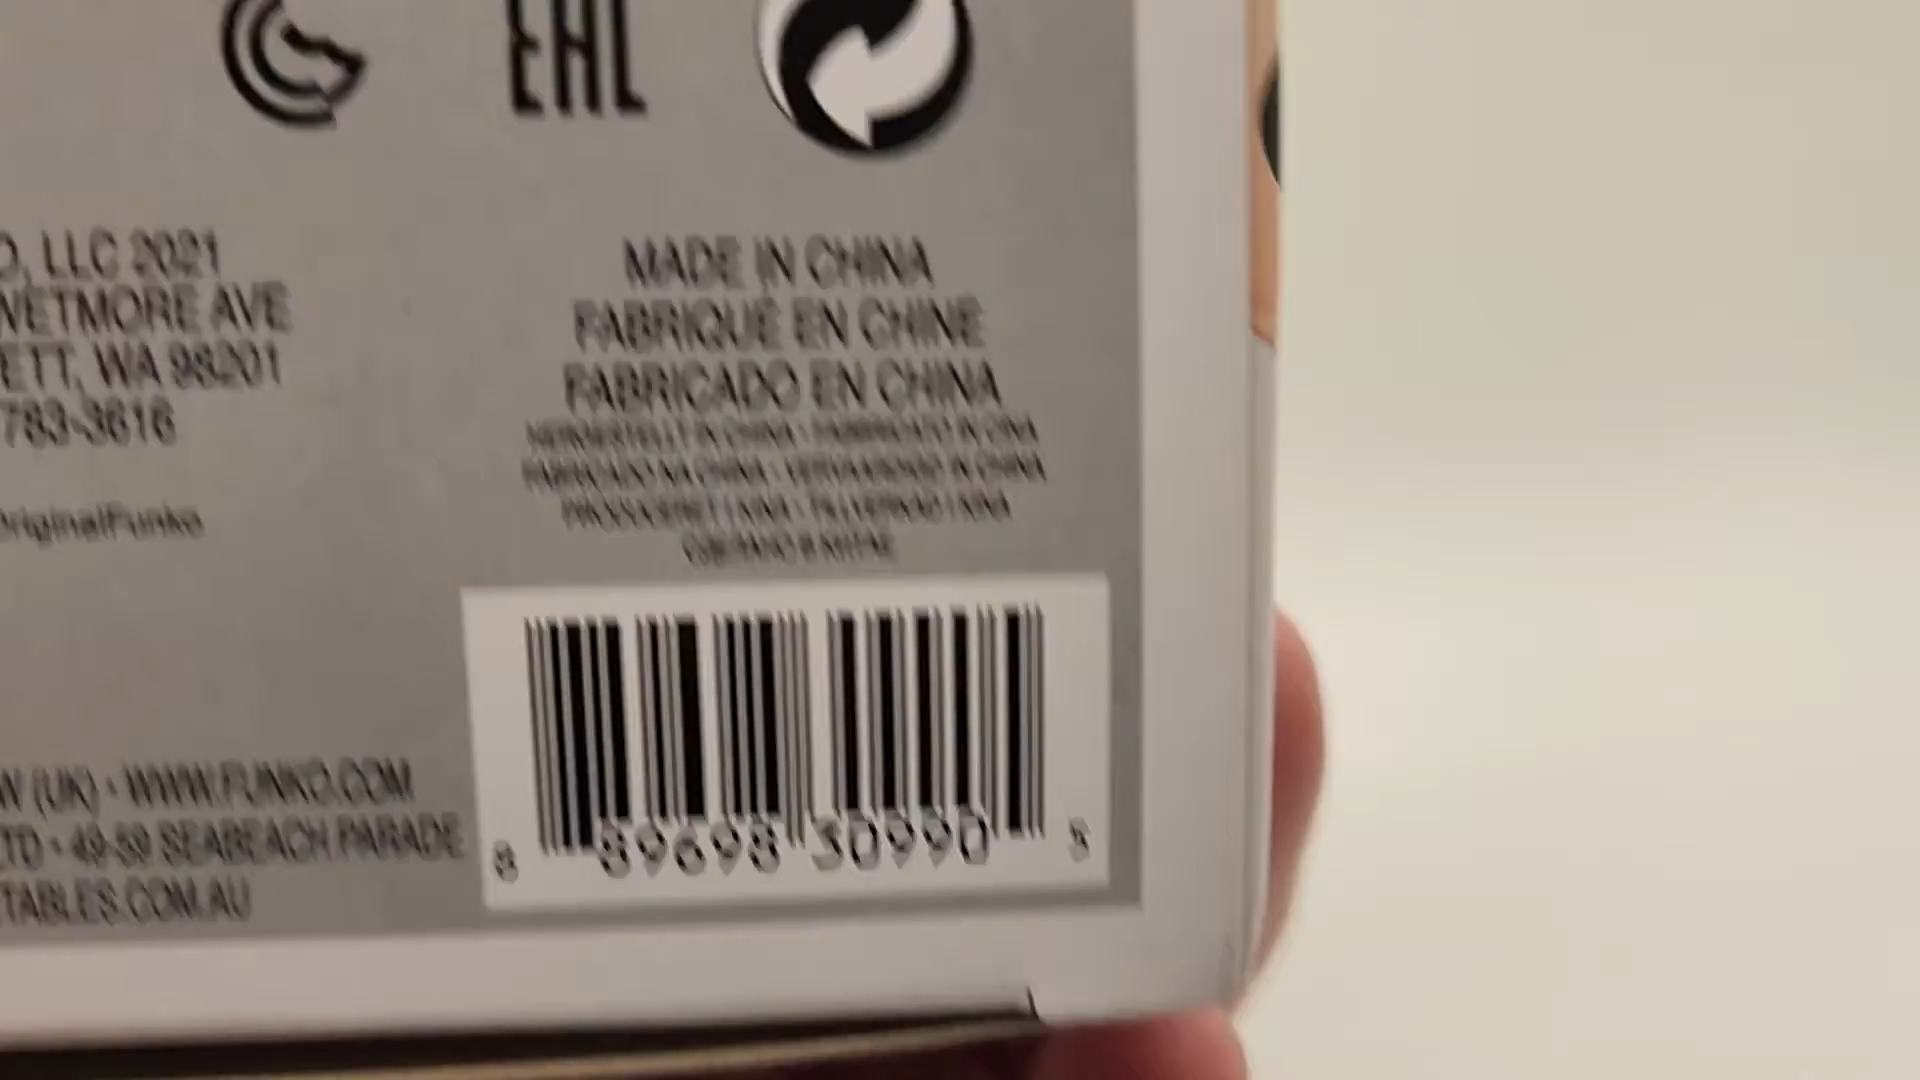 EAC
LLC 2021
WETMORE AVE
ETT, WA 98201
783-3616
OriginalFunko
MADE IN CHINA
FABRIQUÉ EN CHINE
FABRICADO EN CHINA
(UK) • WWW.FUNKO.COM
LTD • 49-59 SEABEACH PARADE
TABLES.COM.AU
8 89698 30990 5